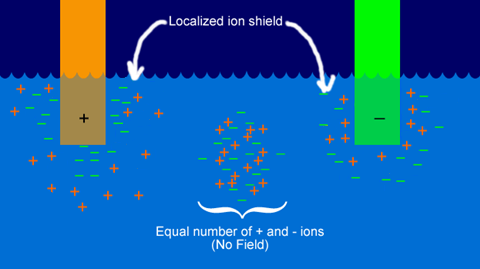 Localized ion shield
+
−
Equal number of + and - ions
(No Field)